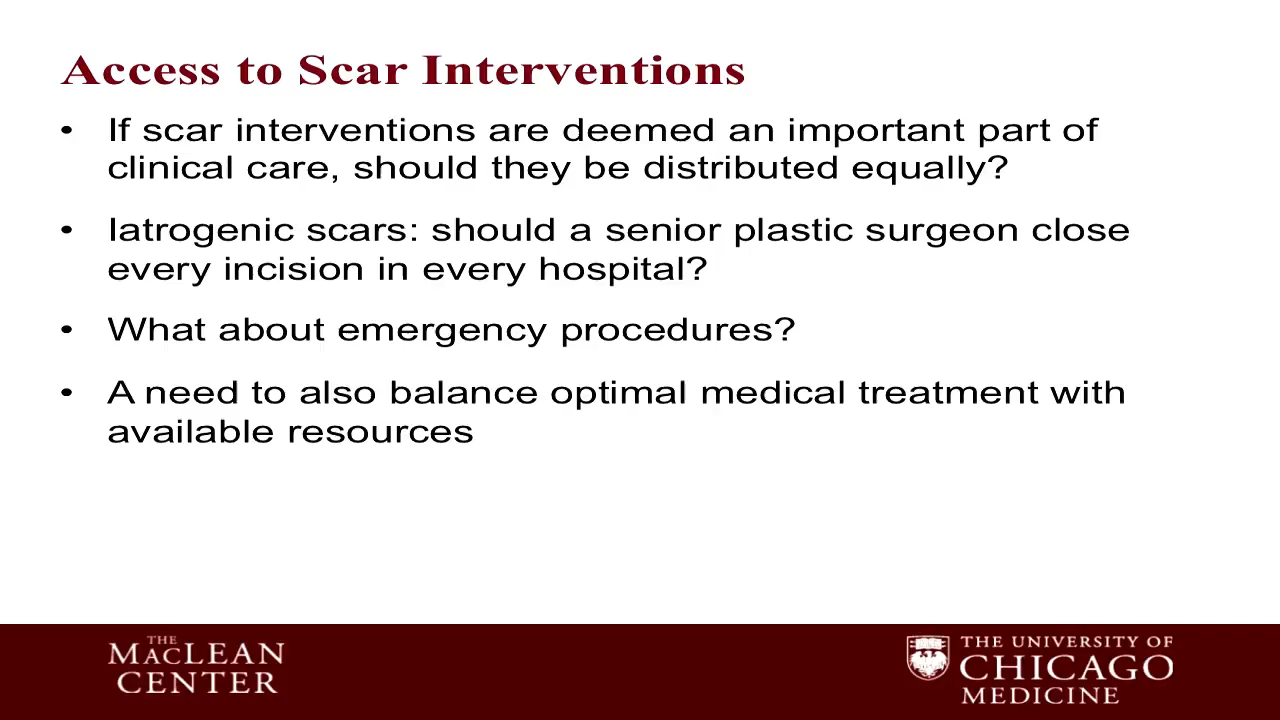 Access to Scar Interventions
• If scar interventions are deemed an important part of
clinical care, should they be distributed equally?
• Iatrogenic scars: should a senior plastic surgeon close
every incision in every hospital?
• What about emergency procedures?
• A need to also balance optimal medical treatment with
available resources
THE
MACLEAN
CENTER
THE UNIVERSITY OF
CHICAGO
MEDICINE